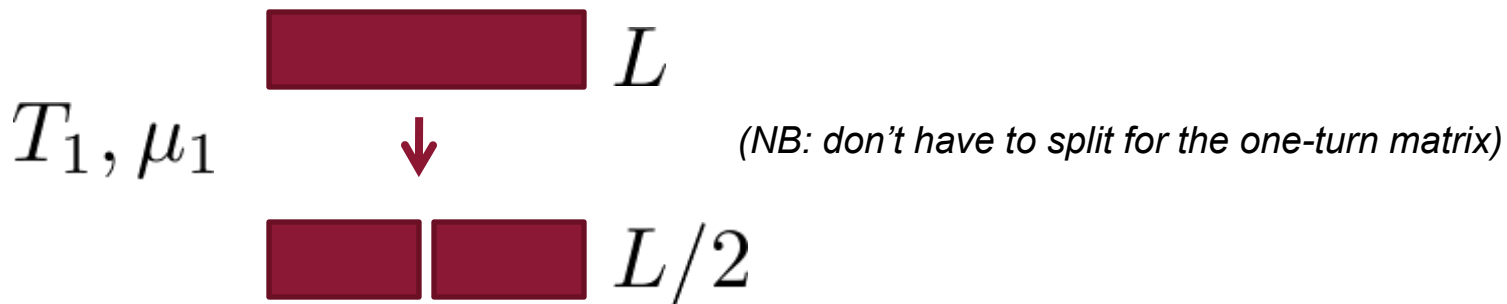 L
T₁, μ₁
(NB: don't have to split for the one-turn matrix)
L/2